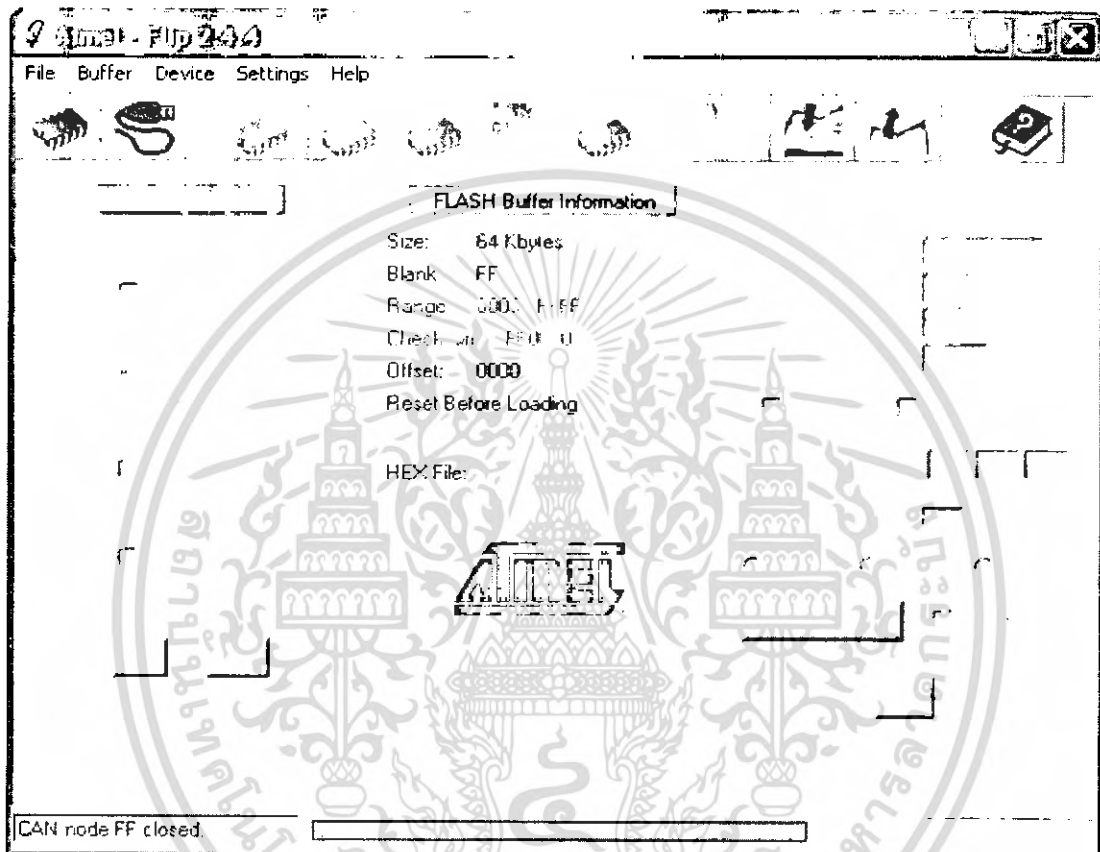 Atmel - Flip 2.4.4
File Buffer Device Settings Help
FLASH Buffer Information
Size: 64 Kbytes
Blank FF
Range
Offset: 0000
Reset Before Loading
HEX File:
ATMEL
CAN node FF closed.